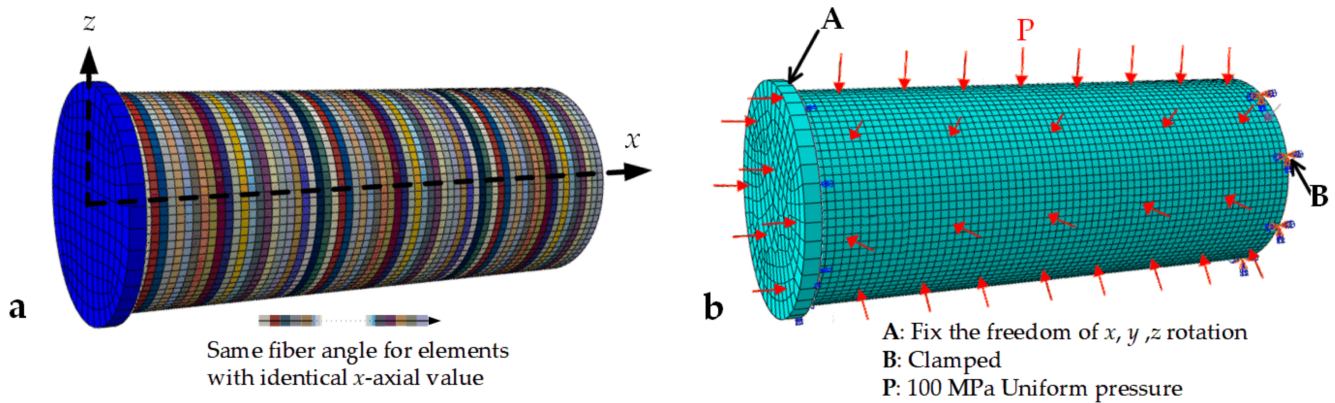 z
x
a
Same fiber angle for elements
with identical x-axial value
A
P
B
b
A: Fix the freedom of x, y ,z rotation
B: Clamped
P: 100 MPa Uniform pressure